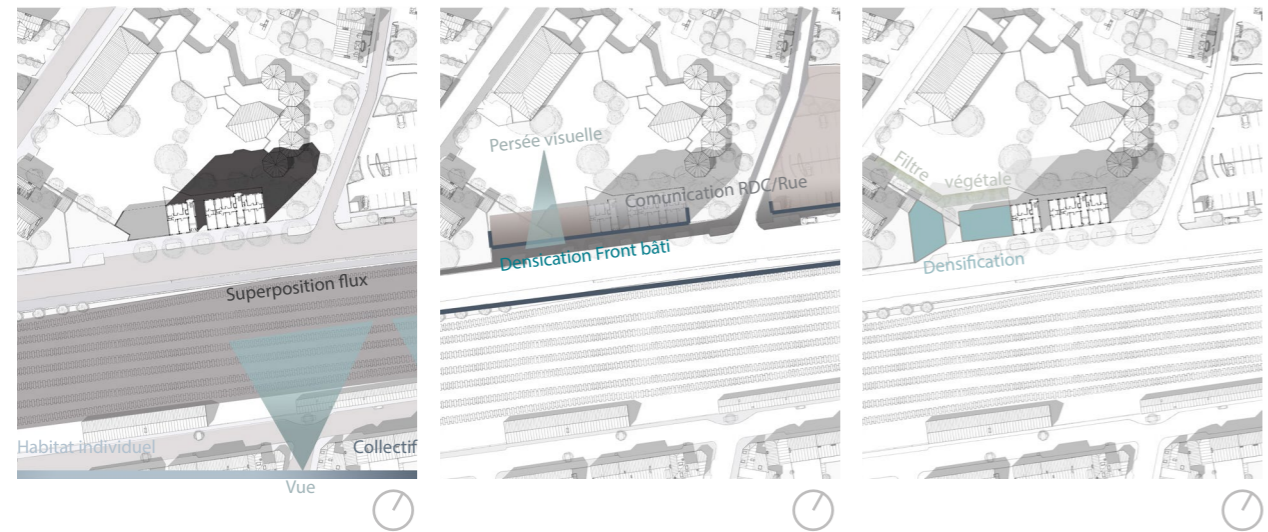 Superposition flux
Habitat individuel
Collectif
Vue
Persée visuelle
Comunication RDC/Rue
Densication Front bâti
Filtre végétale
Densification